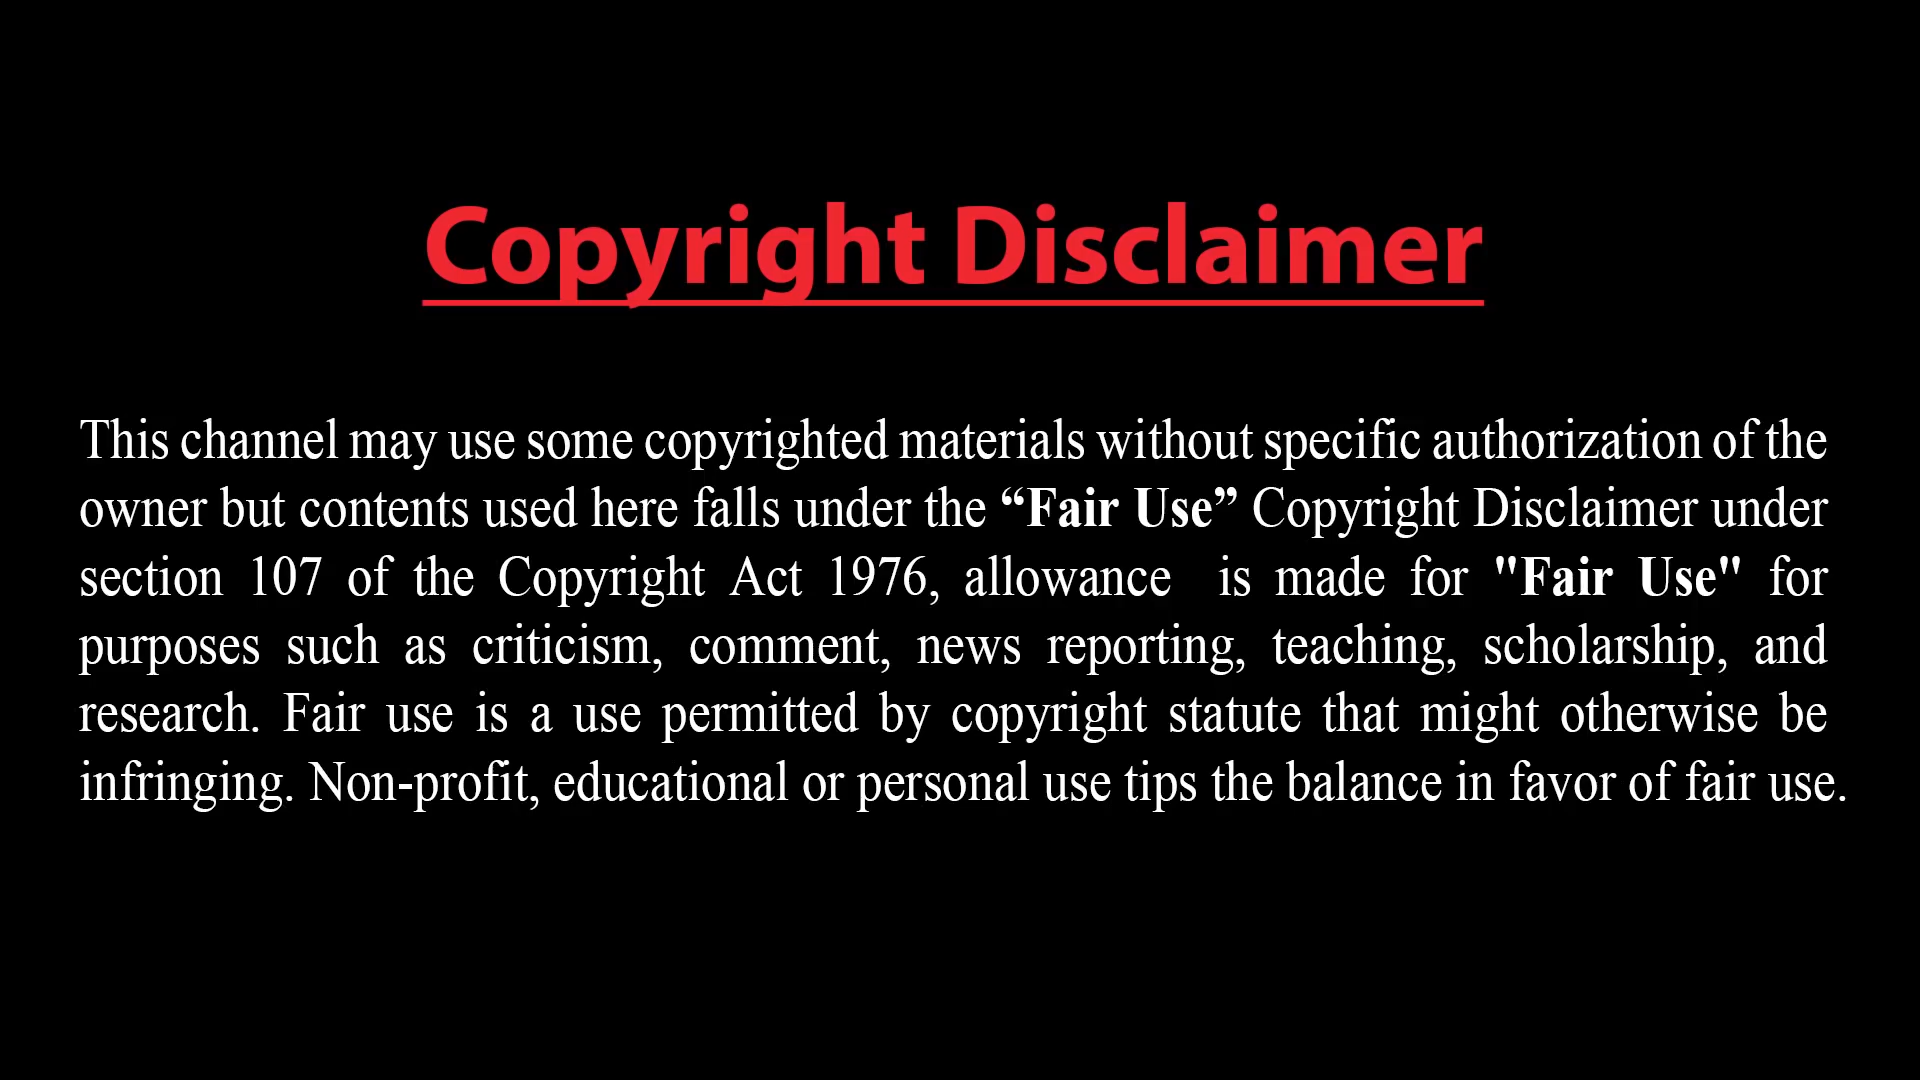 Copyright Disclaimer
This channel may use some copyrighted materials without specific authorization of the
owner but contents used here falls under the “Fair Use” Copyright Disclaimer under
section 107 of the Copyright Act 1976, allowance is made for "Fair Use" for
purposes such as criticism, comment, news reporting, teaching, scholarship, and
research. Fair use is a use permitted by copyright statute that might otherwise be
infringing. Non-profit, educational or personal use tips the balance in favor of fair use.